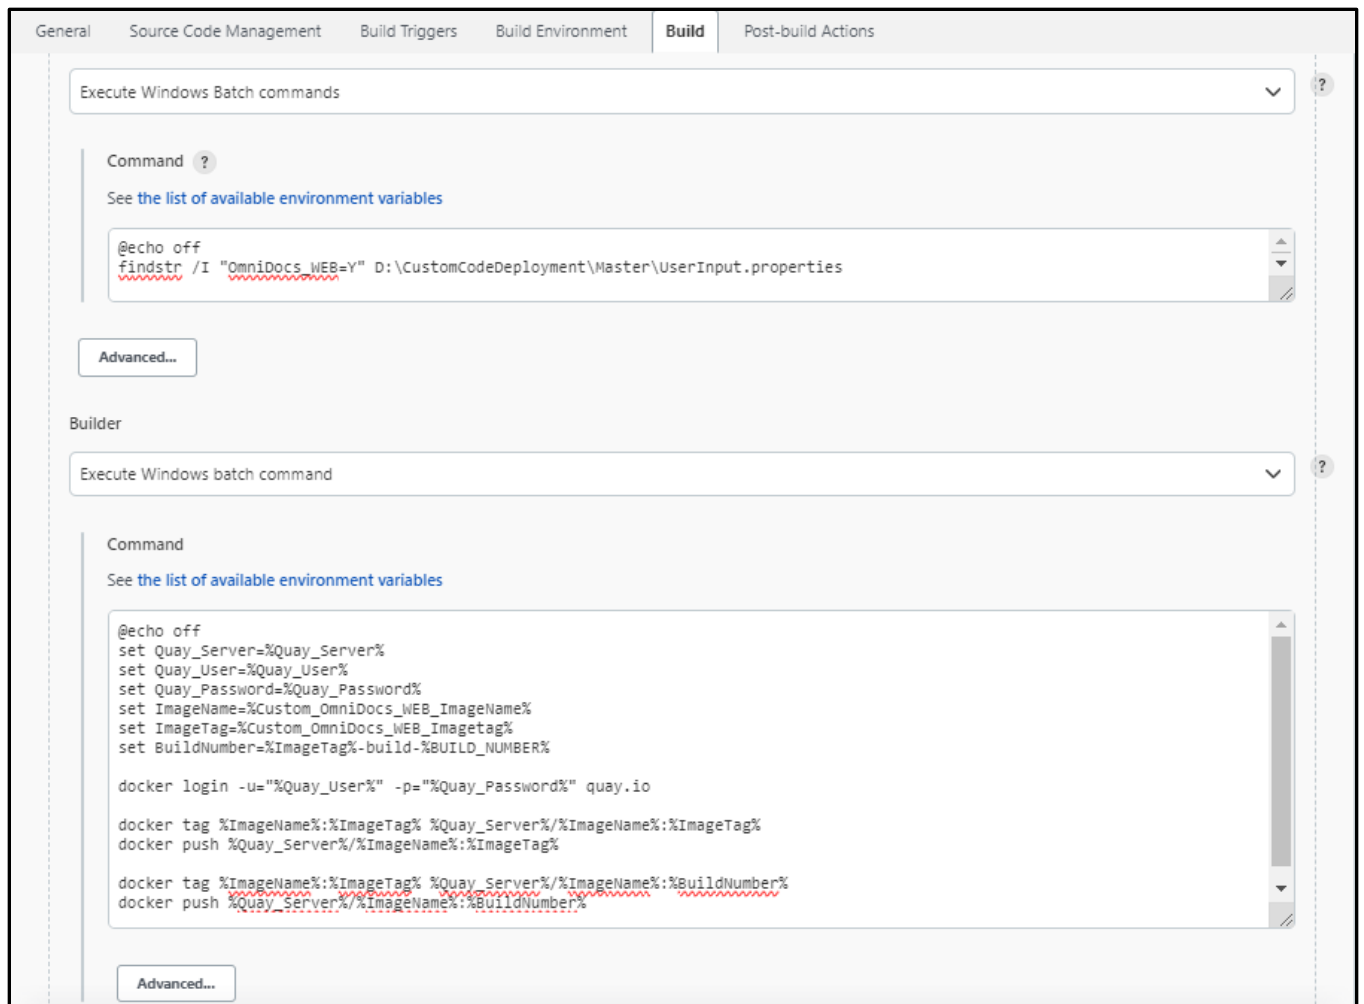 General Source Code Management Build Triggers Build Environment Build Post-build Actions
Execute Windows Batch commands
?
Command ?
See the list of available environment variables
@echo off
findstr /I "OmniDocs_WEB=Y" D:\CustomCodeDeployment\Master\UserInput.properties
Advanced...
Builder
Execute Windows batch command
?
Command
See the list of available environment variables
@echo off
set Quay_Server=%Quay_Server%
set Quay_User=%Quay_User%
set Quay_Password=%Quay_Password%
set ImageName=%Custom_OmniDocs_WEB_ImageName%
set ImageTag=%Custom_OmniDocs_WEB_Imagetag%
set BuildNumber=%ImageTag%-build-%BUILD_NUMBER%
docker login -u="%Quay_User%" -p="%Quay_Password%" quay.io
docker tag %ImageName%:%ImageTag% %Quay_Server%/%ImageName%:%ImageTag%
docker push %Quay_Server%/%ImageName%:%ImageTag%
docker tag %ImageName%:%ImageTag% %Quay_Server%/%ImageName%:%BuildNumber%
docker push %Quay_Server%/%ImageName%:%BuildNumber%
Advanced...